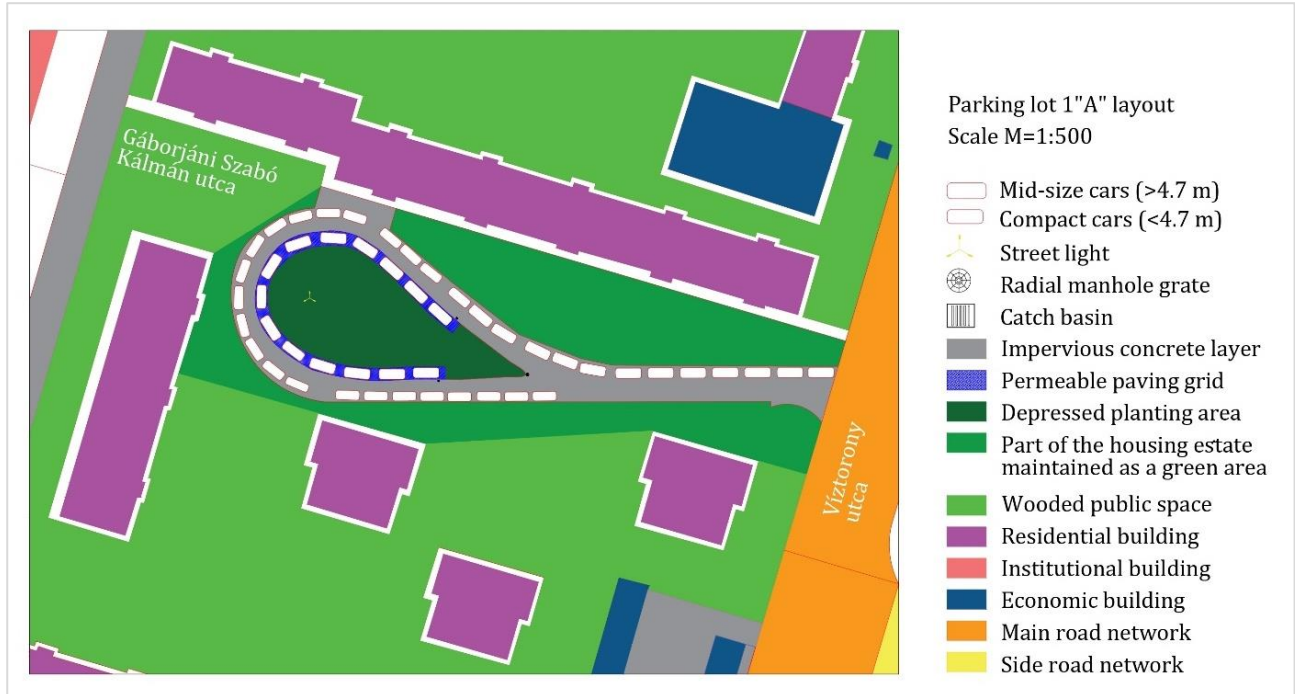 Gáborjáni Szabó
Kálmán utca
Víztorony
utca
Parking lot 1"A" layout
Scale M=1:500
Mid-size cars (>4.7 m)
Compact cars (<4.7 m)
Street light
Radial manhole grate
Catch basin
Impervious concrete layer
Permeable paving grid
Depressed planting area
Part of the housing estate
maintained as a green area
Wooded public space
Residential building
Institutional building
Economic building
Main road network
Side road network